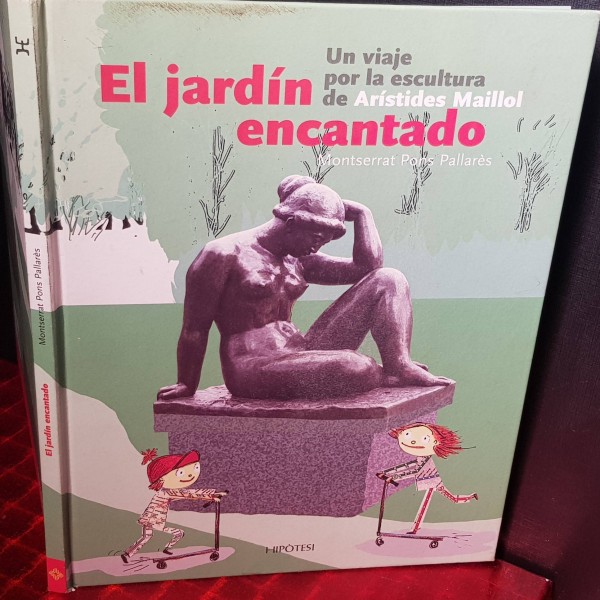 Un viaje
por la escultura
de Arístides Maillol
El jardín
encantado
Montserrat Pons Pallarès
HIPÒTESI
Montserrat Pons Pallarès
El jardín encantado